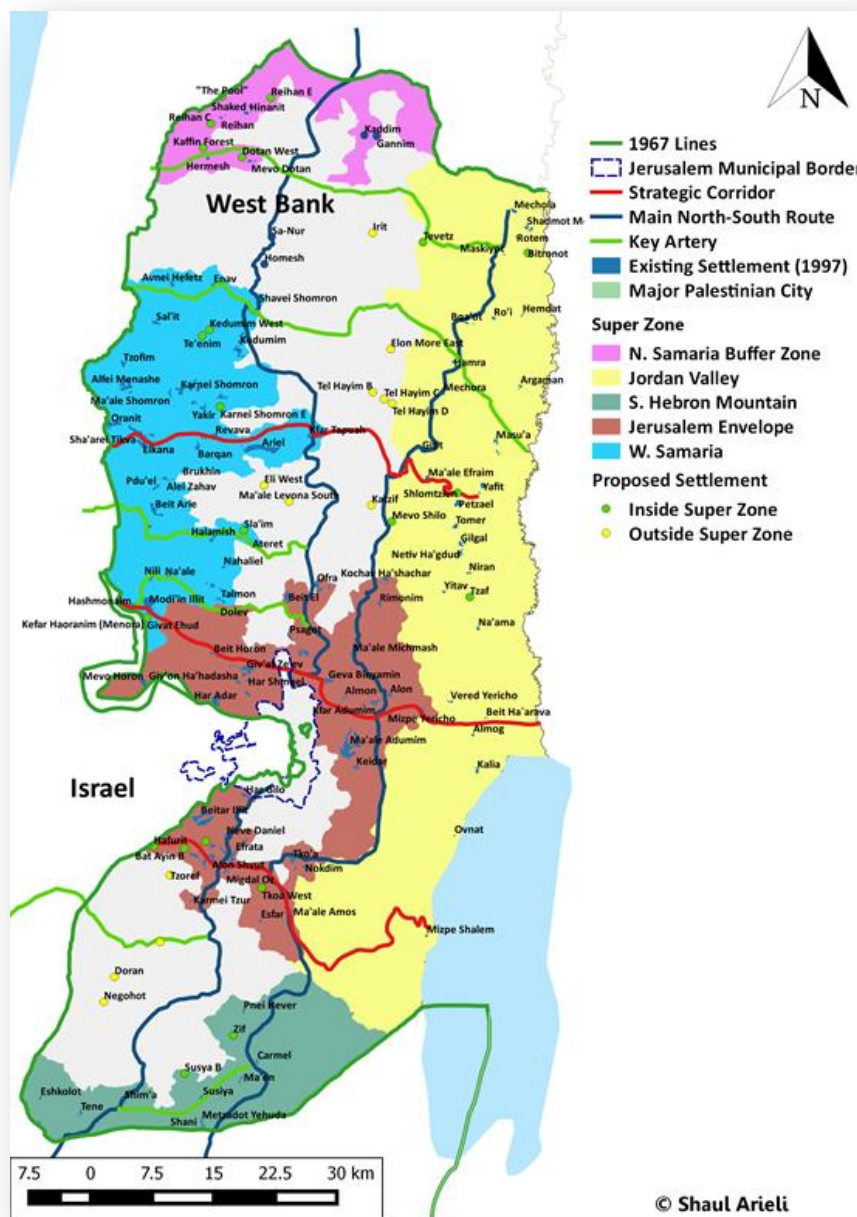 "The Pool"
Reihan E
Shaked Hinanit
Reihan C
Reihan
Kaddim
Kaffin Forest
Gannim
Dotan West
Hermesh
Mevo Dotan
West Bank
Mechola
Shadmot M
Irit
Sa-Nur
Rotem
Tevetz
Maskiyot
Bitronot
Homesh
Avnei Hefetz
Enav
Shavei Shomron
Hemdat
Ro'i
Sal'it
Kedumim West
Te'enim
Kedumim
Tzofim
Elon More East
Hamra
Alfei Menashe
Karnei Shomron
Tel Hayim B
Mechora
Argaman
Tel Hayim C
Ma'ale Shomron
Yakir
Karnei Shomron E
Tel Hayim D
Oranit
Revava
Kfar Tapuah
Masu'a
Sha'arei Tikva
Elkana
Barqan
Ariel
Gitit
Brukhin
Ma'ale Efraim
Pdu'el
Alei Zahav
Eli West
Yafit
Ma'ale Levona South
Shlomtzion
Beit Arie
Katzif
Petzael
Mevo Shilo
Tomer
Sla'im
Halamish
Gilgal
Ateret
Netiv Ha'gdud
Nahaliel
Niran
Nili
Na'ale
Kochav Ha'shachar
Ofra
Yitav
Tzaf
Talmon
Beit El
Rimonim
Hashmonaim
Modi'in Illit
Dolev
Na'ama
Kefar Haoranim (Menora)
Givat Ehud
Psagot
Beit Horon
Ma'ale Michmash
Giv'at Ze'ev
Mevo Horon
Giv'on Ha'hadasha
Har Shmuel
Geva Binyamin
Har Adar
Almon
Alon
Vered Yericho
Kfar Adumim
Mizpe Yericho
Beit Ha'arava
Almog
Ma'ale Adumim
Keidar
Kalia
Israel
Har Gilo
Beitar Illit
Neve Daniel
Ovnat
Hafurit
Efrata
Bat Ayin B
Alon Shvut
Tko'a
Nokdim
Tzoref
Migdal Oz
Tkoa West
Karmei Tzur
Esfar
Ma'ale Amos
Mizpe Shalem
Doran
Negohot
Pnei Hever
Zif
Carmel
Susya B
Ma'on
Eshkolot
Shim'a
Susiya
Tene
Shani
Metzadot Yehuda
7.5 0 7.5 15 22.5 30 km
N
1967 Lines
Jerusalem Municipal Border
Strategic Corridor
Main North-South Route
Key Artery
Existing Settlement (1997)
Major Palestinian City
Super Zone
N. Samaria Buffer Zone
Jordan Valley
S. Hebron Mountain
Jerusalem Envelope
W. Samaria
Proposed Settlement
Inside Super Zone
Outside Super Zone
© Shaul Arieli